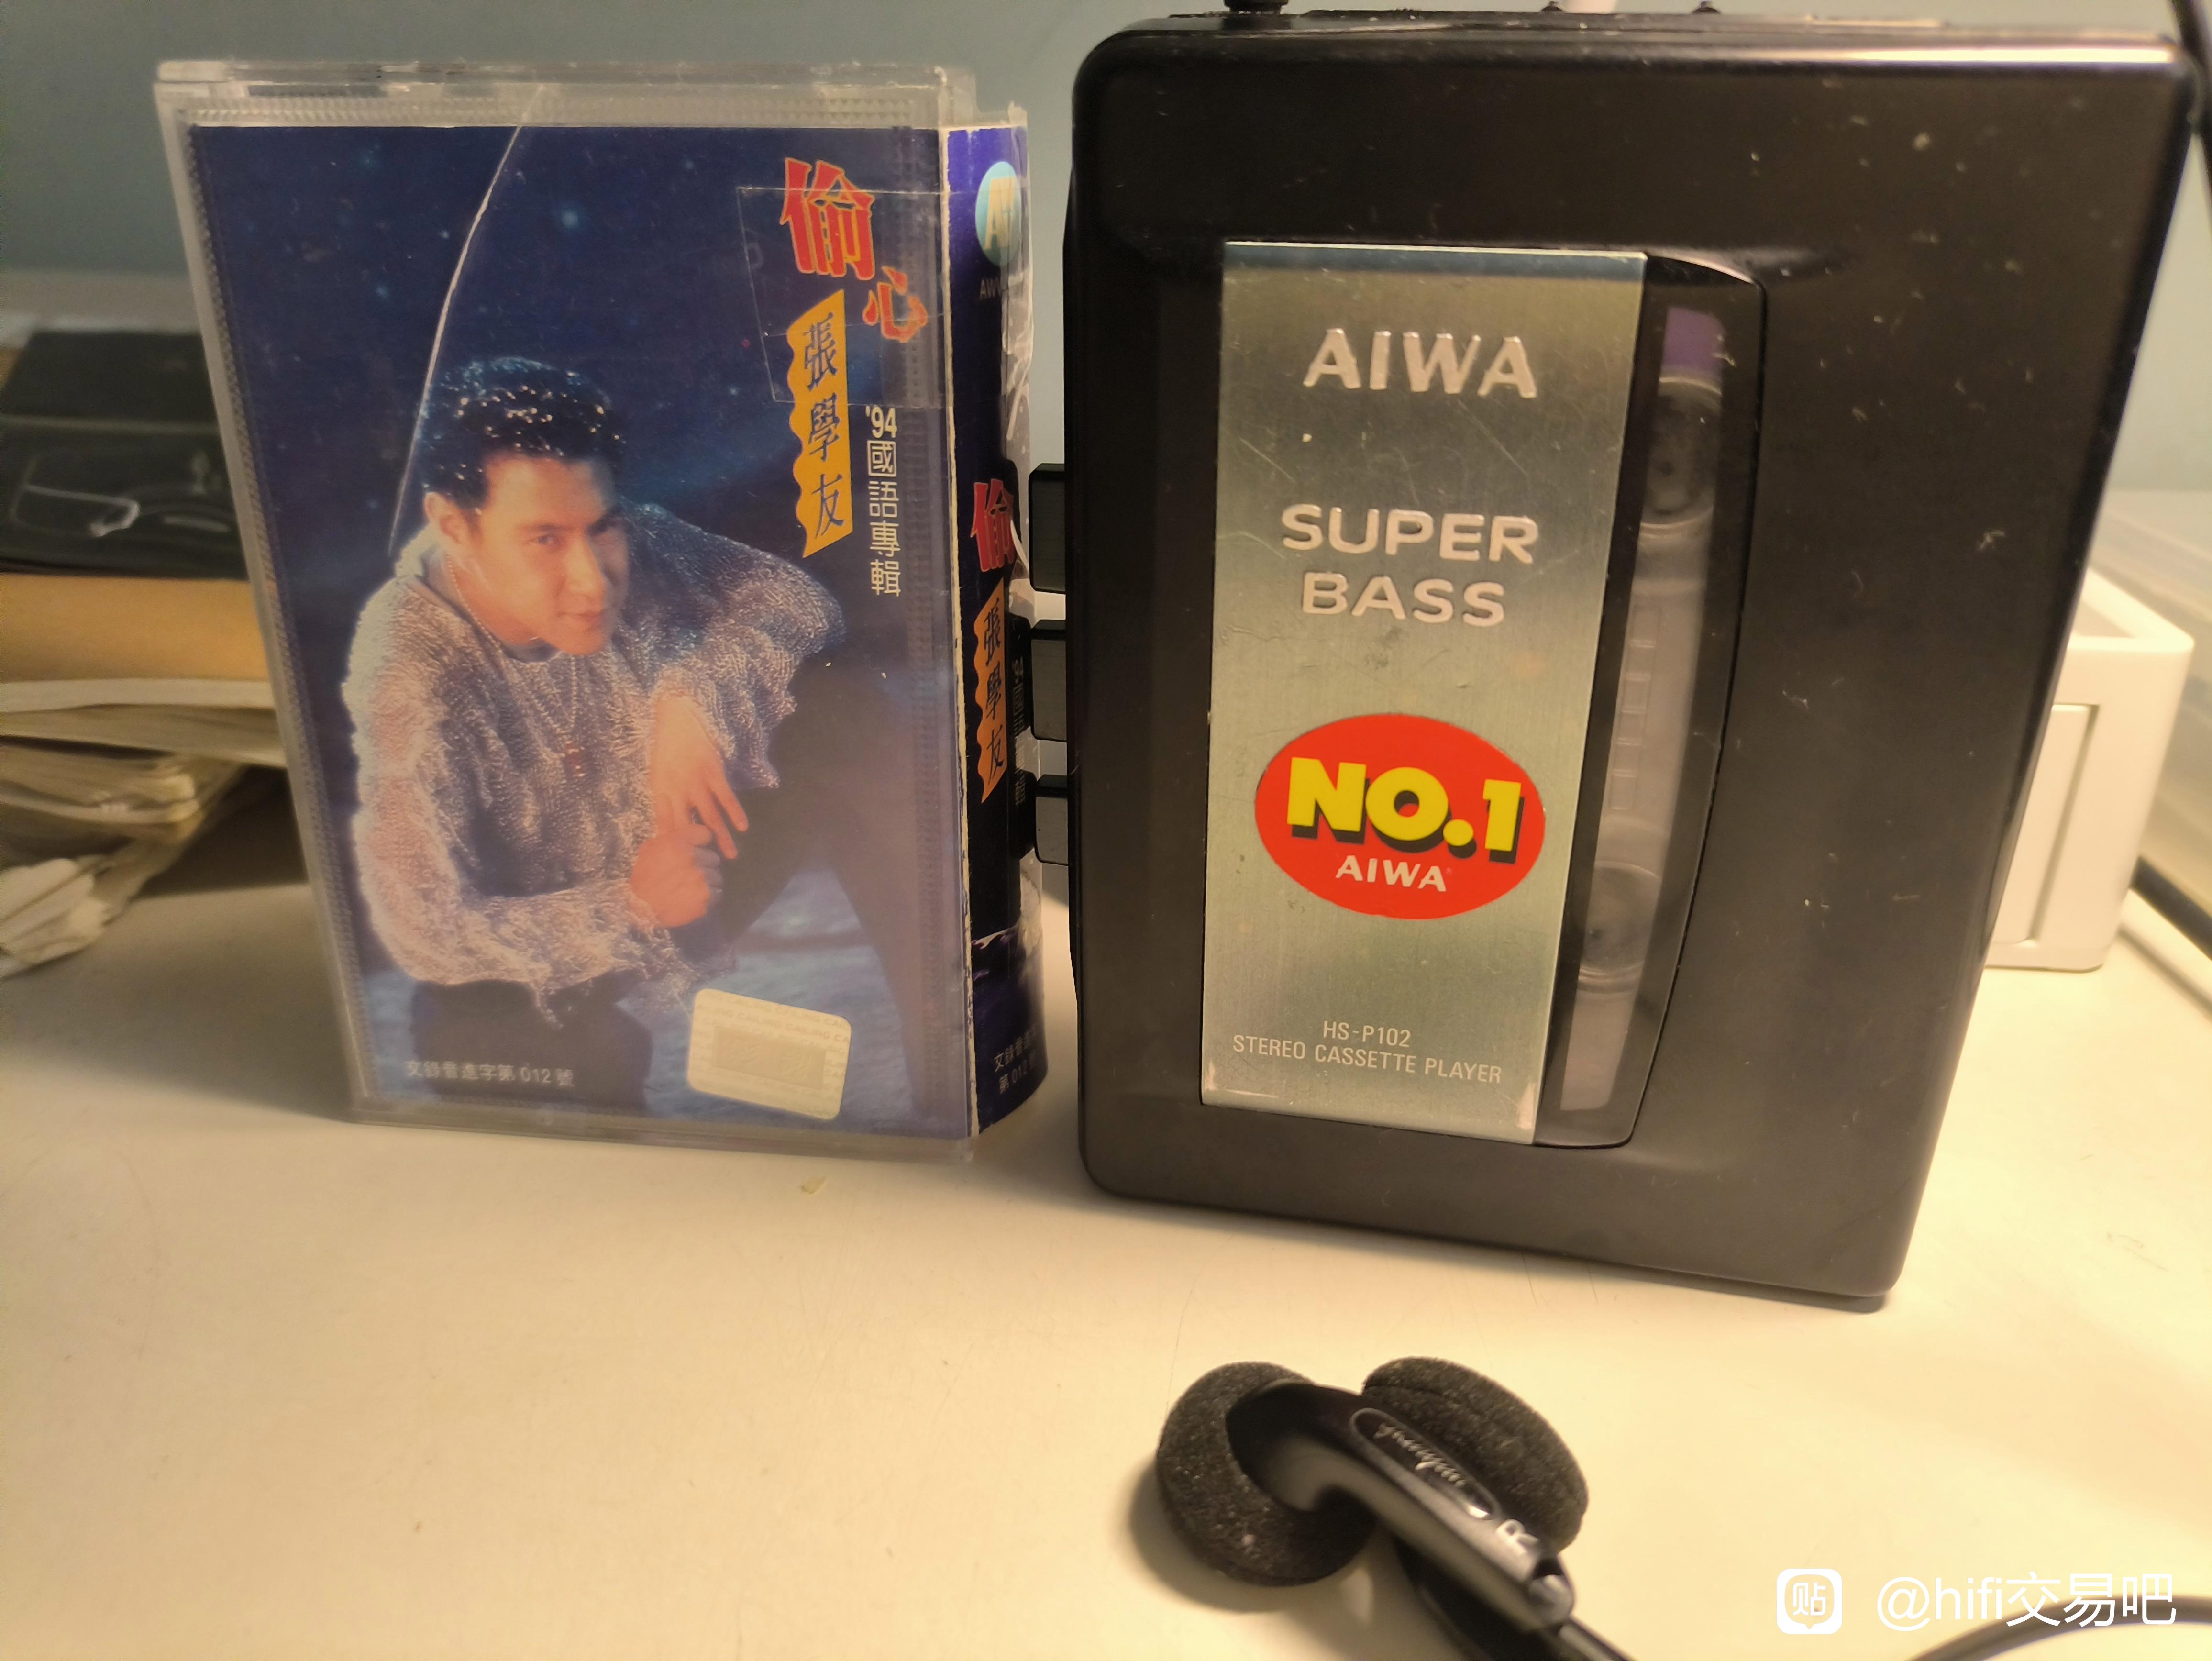 偷心
張學友
'94國語專輯
文錄音進字第012號
偷
張學友
AIWA
SUPER
BASS
NO.1
AIWA
HS-P102
STEREO CASSETTE PLAYER
R
贴 @hifi交易吧